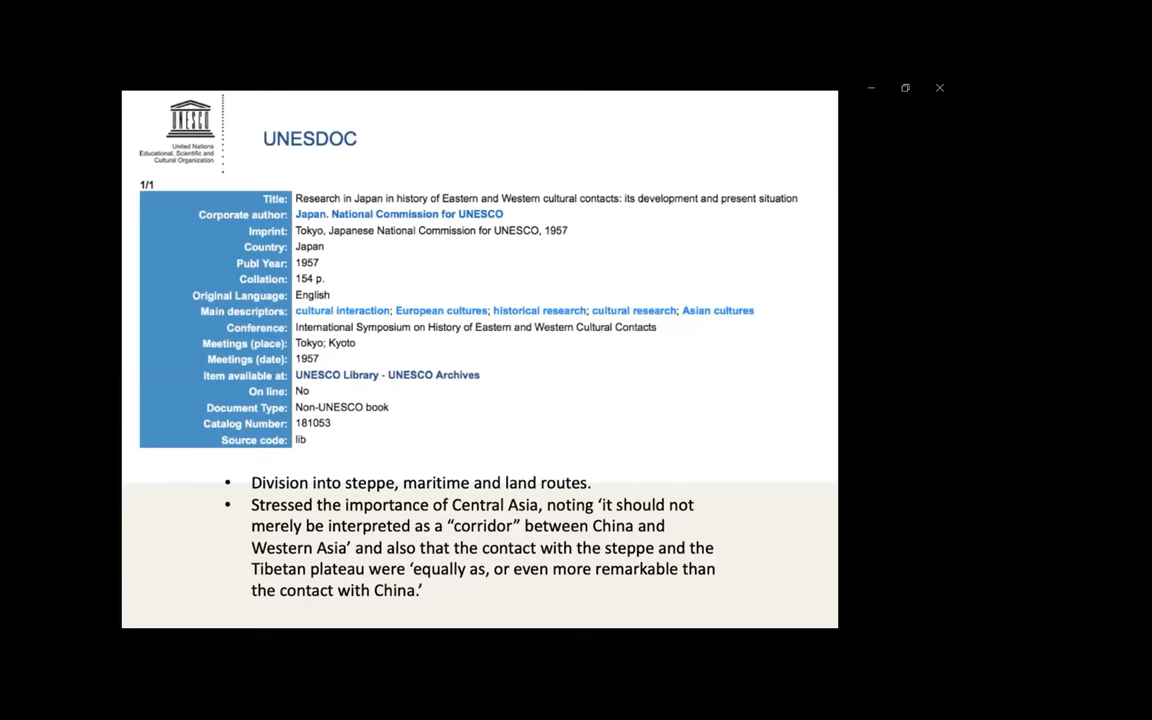 UNESCO
United Nations
Educational, Scientific and
Cultural Organization
UNESDOC
1/1
Title: Research in Japan in history of Eastern and Western cultural contacts: its development and present situation
Corporate author: Japan. National Commission for UNESCO
Imprint: Tokyo, Japanese National Commission for UNESCO, 1957
Country: Japan
Publ Year: 1957
Collation: 154 p.
Original Language: English
Main descriptors: cultural interaction; European cultures; historical research; cultural research; Asian cultures
Conference: International Symposium on History of Eastern and Western Cultural Contacts
Meetings (place): Tokyo; Kyoto
Meetings (date): 1957
Item available at: UNESCO Library - UNESCO Archives
On line: No
Document Type: Non-UNESCO book
Catalog Number: 181053
Source code: lib
• Division into steppe, maritime and land routes.
• Stressed the importance of Central Asia, noting ‘it should not
merely be interpreted as a “corridor” between China and
Western Asia’ and also that the contact with the steppe and the
Tibetan plateau were ‘equally as, or even more remarkable than
the contact with China.’